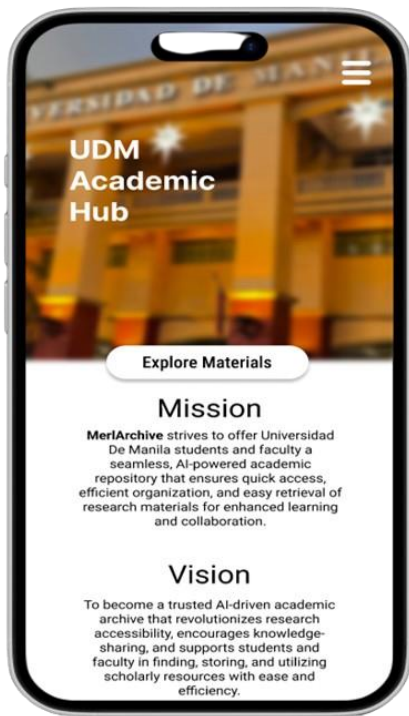 VERSIDAD DE MANILA
UDM
Academic
Hub
Explore Materials
Mission
MerlArchive strives to offer Universidad
De Manila students and faculty a
seamless, AI-powered academic
repository that ensures quick access,
efficient organization, and easy retrieval of
research materials for enhanced learning
and collaboration.
Vision
To become a trusted AI-driven academic
archive that revolutionizes research
accessibility, encourages knowledge-
sharing, and supports students and
faculty in finding, storing, and utilizing
scholarly resources with ease and
efficiency.